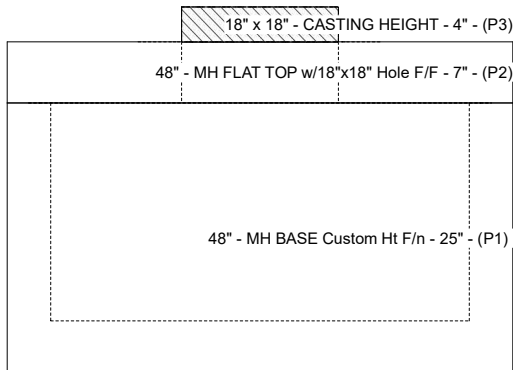 18" x 18" - CASTING HEIGHT - 4" - (P3)
48" - MH FLAT TOP w/18"x18" Hole F/F - 7" - (P2)
48" - MH BASE Custom Ht F/n - 25" - (P1)